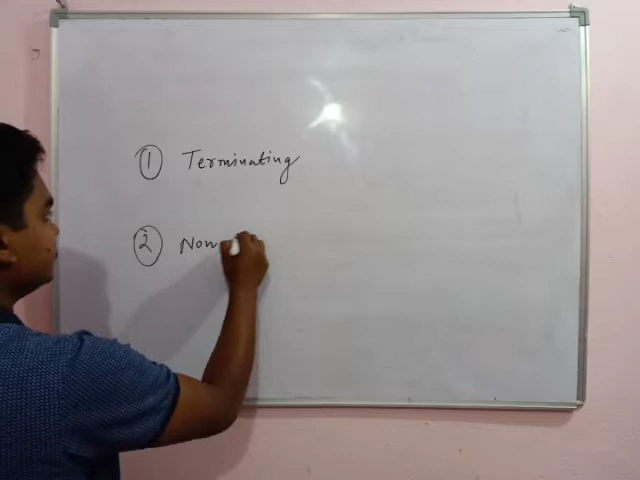 ① Terminating
② Non